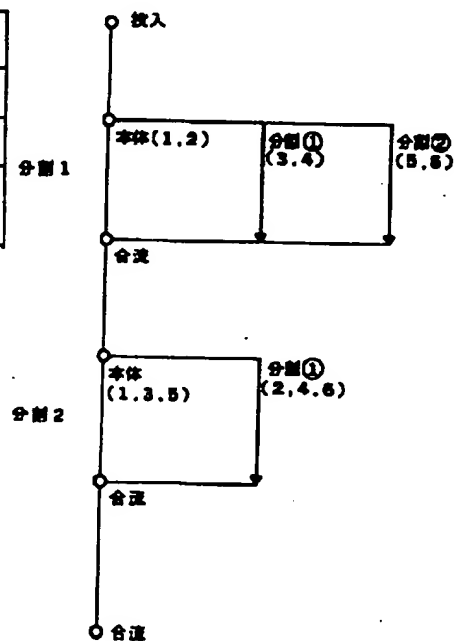 投入
本体(1,2)
分割①
(3,4)
分割②
(5,6)
分割1
合流
本体
(1,3,5)
分割①
(2,4,6)
分割2
合流
合流